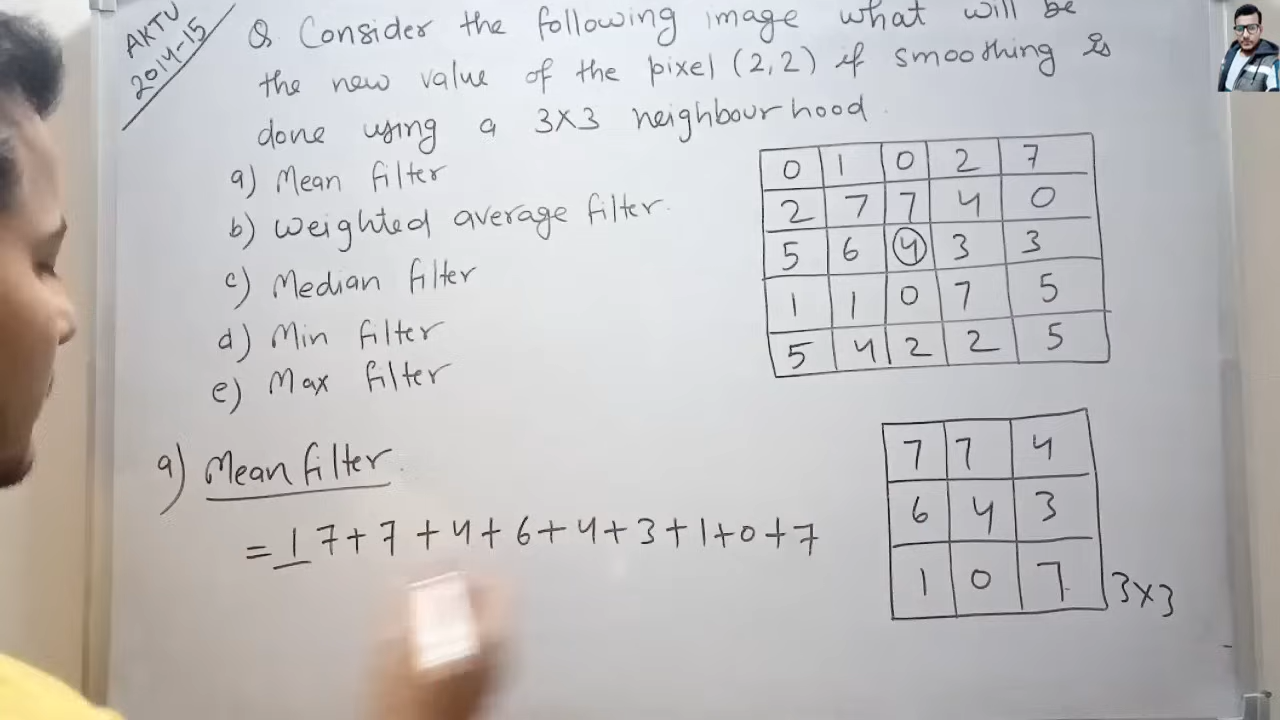 AKTU
2014-15
Q Consider the following image what will be
the new value of the pixel (2,2) if smoothing is
done using a 3X3 neighbourhood.
a) Mean filter
b) Weighted average filter.
c) Median filter
d) Min filter
e) Max filter
0 1 0 2 7
2 7 7 4 0
5 6 4 3 3
1 1 0 7 5
5 4 2 2 5
a) Mean filter.
= 1 7+7+4+6+4+3+1+0+7
7 7 4
6 4 3
1 0 7
3X3